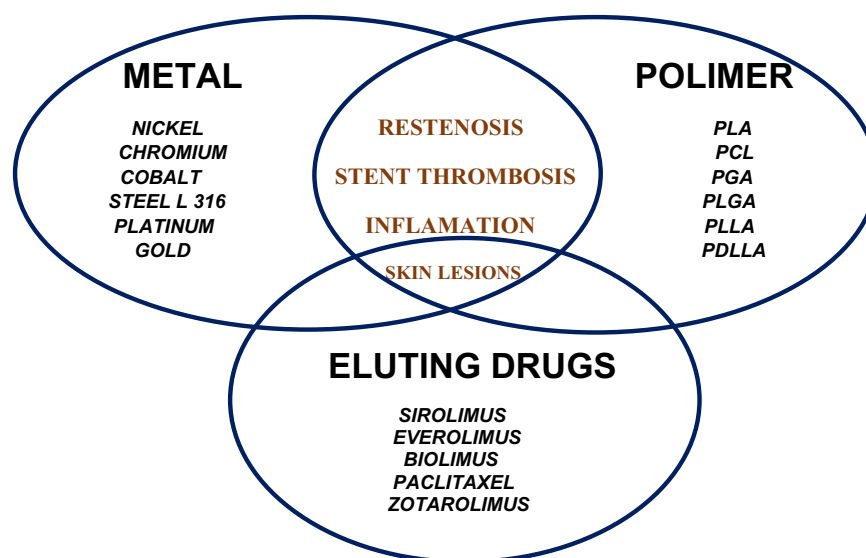 METAL
NICKEL
CHROMIUM
COBALT
STEEL L 316
PLATINUM
GOLD
RESTENOSIS
STENT THROMBOSIS
INFLAMATION
SKIN LESIONS
POLIMER
PLA
PCL
PGA
PLGA
PLLA
PDLLA
ELUTING DRUGS
SIROLIMUS
EVEROLIMUS
BIOLIMUS
PACLITAXEL
ZOTAROLIMUS